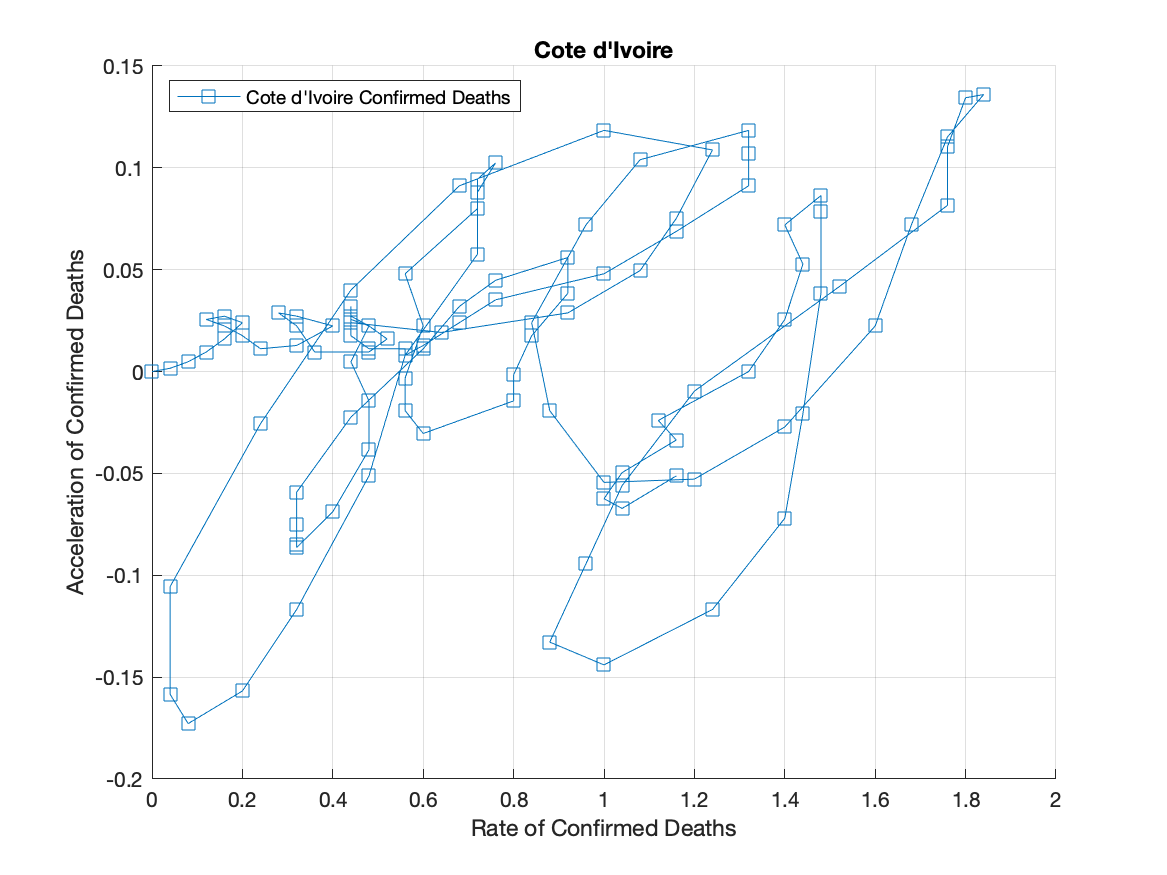 Cote d'Ivoire
Cote d'Ivoire Confirmed Deaths
0.15
0.1
0.05
0
-0.05
-0.1
-0.15
-0.2
Acceleration of Confirmed Deaths
0 0.2 0.4 0.6 0.8 1 1.2 1.4 1.6 1.8 2
Rate of Confirmed Deaths